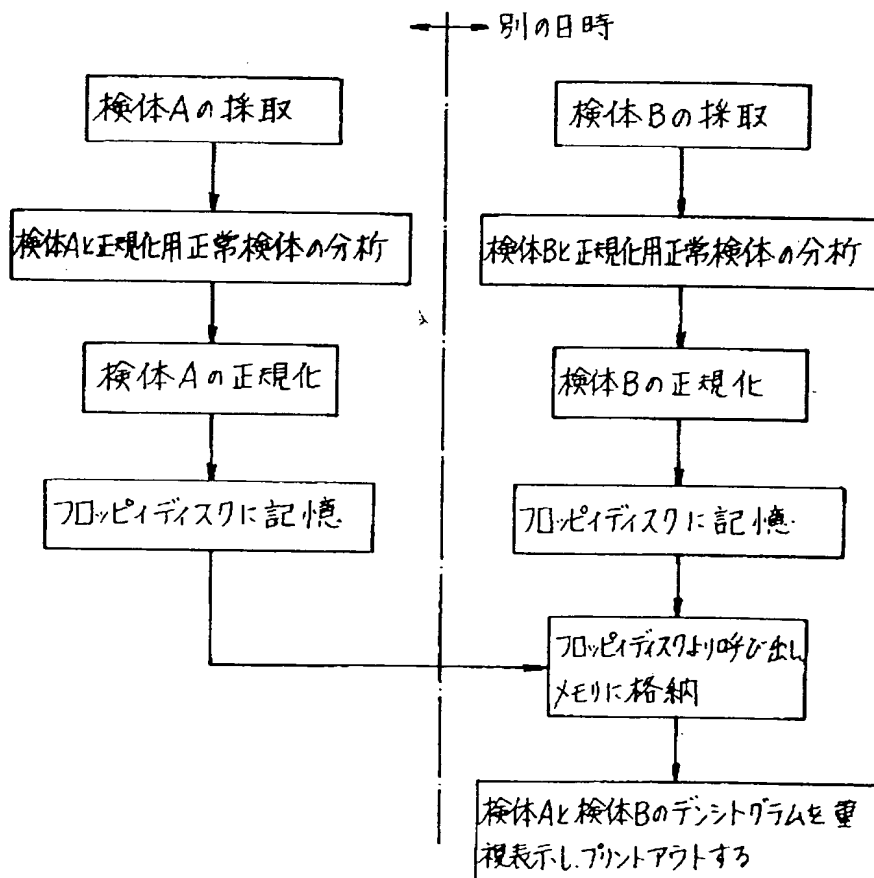 別の日時
検体Aの採取
検体Aと正規化用正常検体の分析
検体Aの正規化
フロッピィディスクに記憶
検体Bの採取
検体Bと正規化用正常検体の分析
検体Bの正規化
フロッピィディスクに記憶
フロッピィディスクより呼び出し
メモリに格納
検体Aと検体Bのデンシトグラムを重
視表示し、プリントアウトする